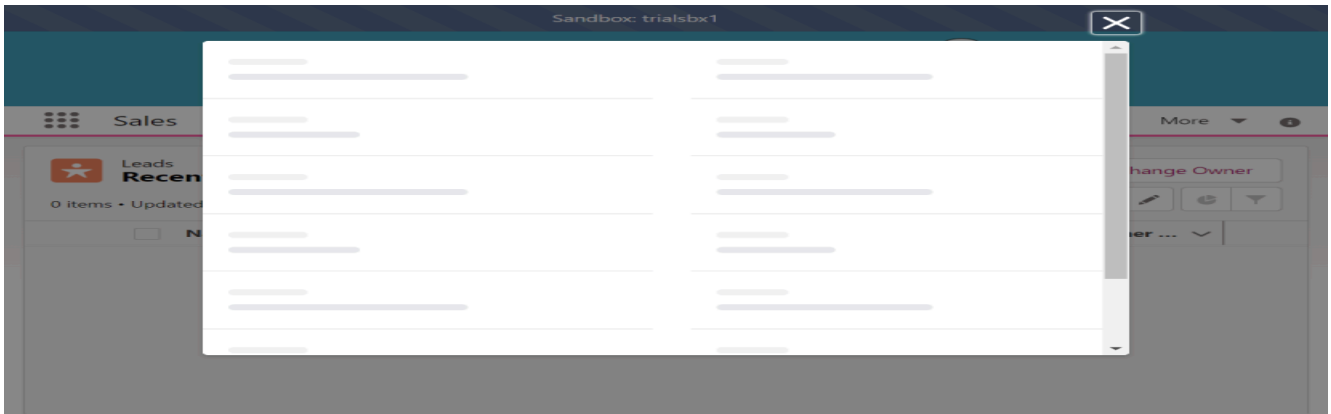 Sandbox: trialsbx1
Sales
More
Leads
Recen
hange Owner
0 items • Updated
N
er ...